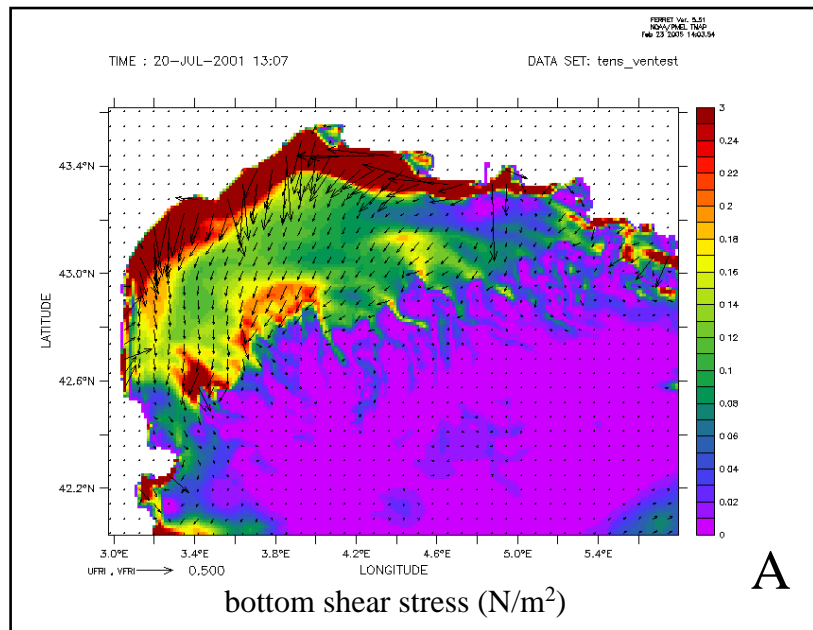 FERRET Ver. 5.51
NOAA/PMEL TMAP
Feb 23 2005 14:03:54
TIME : 20-JUL-2001 13:07
DATA SET: tens_ventest
43.4°N
43.0°N
42.6°N
42.2°N
LATITUDE
3.0°E 3.4°E 3.8°E 4.2°E 4.6°E 5.0°E 5.4°E
LONGITUDE
3
0.24
0.22
0.2
0.18
0.16
0.14
0.12
0.1
0.08
0.06
0.04
0.02
0
UFRI , VFRI 0.500
bottom shear stress (N/m²)
A